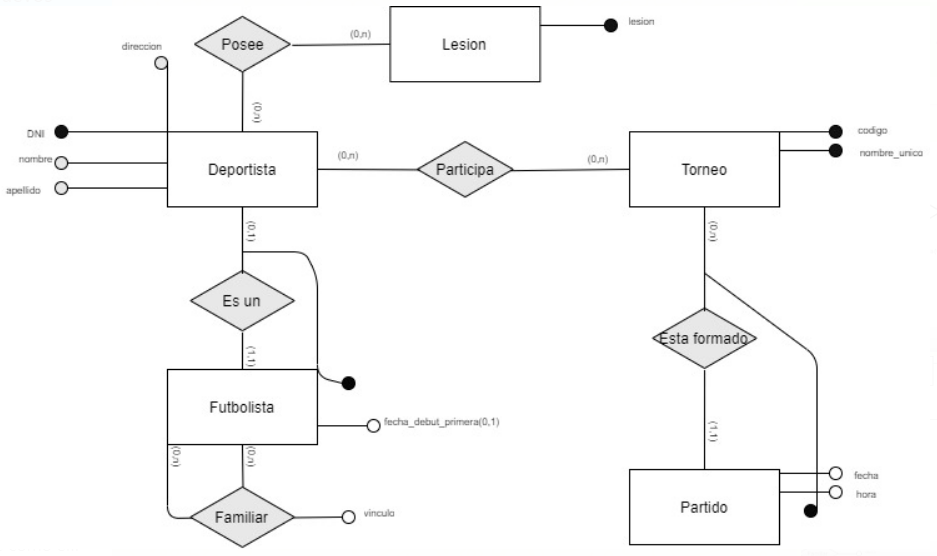 lesion
Posee
(0,n)
Lesion
direccion
(0,n)
DNI
codigo
nombre_unico
nombre
(0,n)
(0,n)
Deportista
Participa
Torneo
apellido
(0,1)
(0,n)
Es un
Esta formado
(1,1)
Futbolista
fecha_debut_primera(0,1)
(1,1)
(0,n)
(0,n)
fecha
hora
Partido
Familiar
vinculo